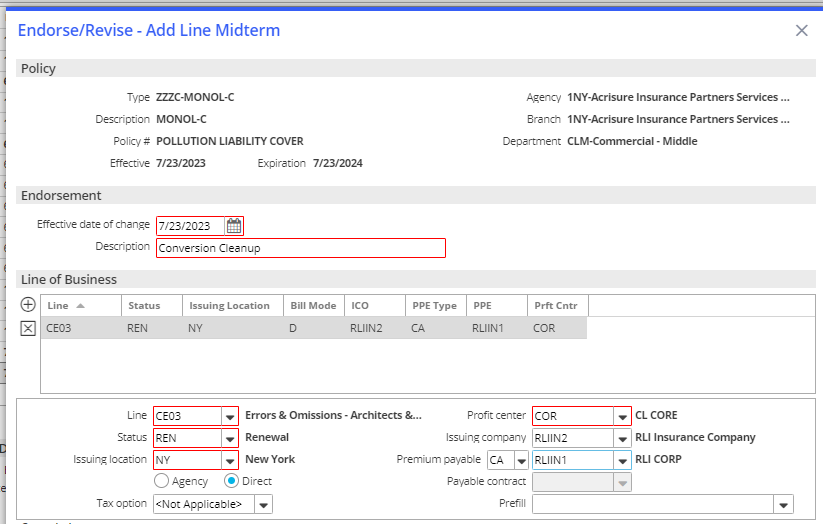 Endorse/Revise - Add Line Midterm
Policy
Type ZZZC-MONOL-C Agency 1NY-Acrisure Insurance Partners Services ...
Description MONOL-C Branch 1NY-Acrisure Insurance Partners Services ...
Policy # POLLUTION LIABILITY COVER Department CLM-Commercial - Middle
Effective 7/23/2023 Expiration 7/23/2024
Endorsement
Effective date of change 7/23/2023
Description Conversion Cleanup
Line of Business
Line Status Issuing Location Bill Mode ICO PPE Type PPE Prft Cntr
CE03 REN NY D RLIIN2 CA RLIIN1 COR
Line CE03 Errors & Omissions - Architects &... Profit center COR CL CORE
Status REN Renewal Issuing company RLIIN2 RLI Insurance Company
Issuing location NY New York Premium payable CA RLIIN1 RLI CORP
Agency Direct Payable contract
Tax option <Not Applicable> Prefill